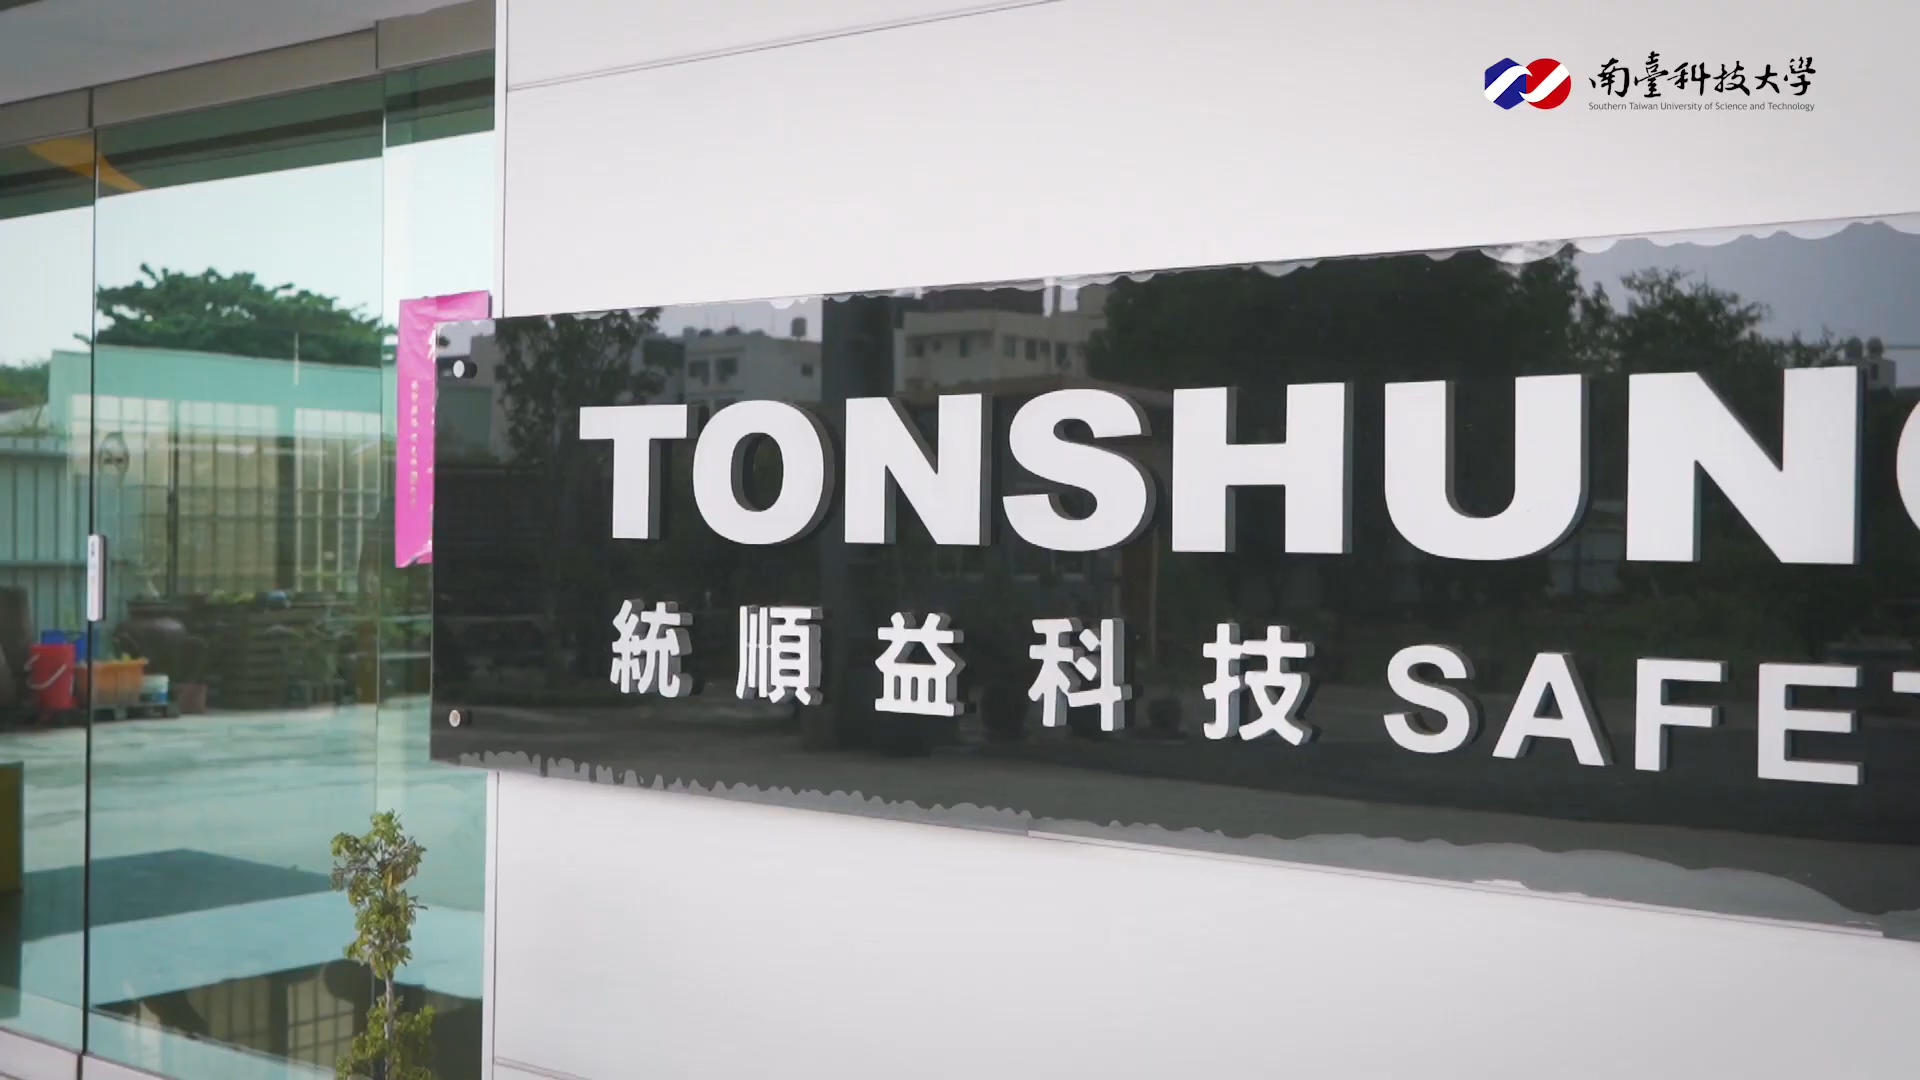 南臺科技大學
Southern Taiwan University of Science and Technology
TONSHUN
統順益科技 SAFE